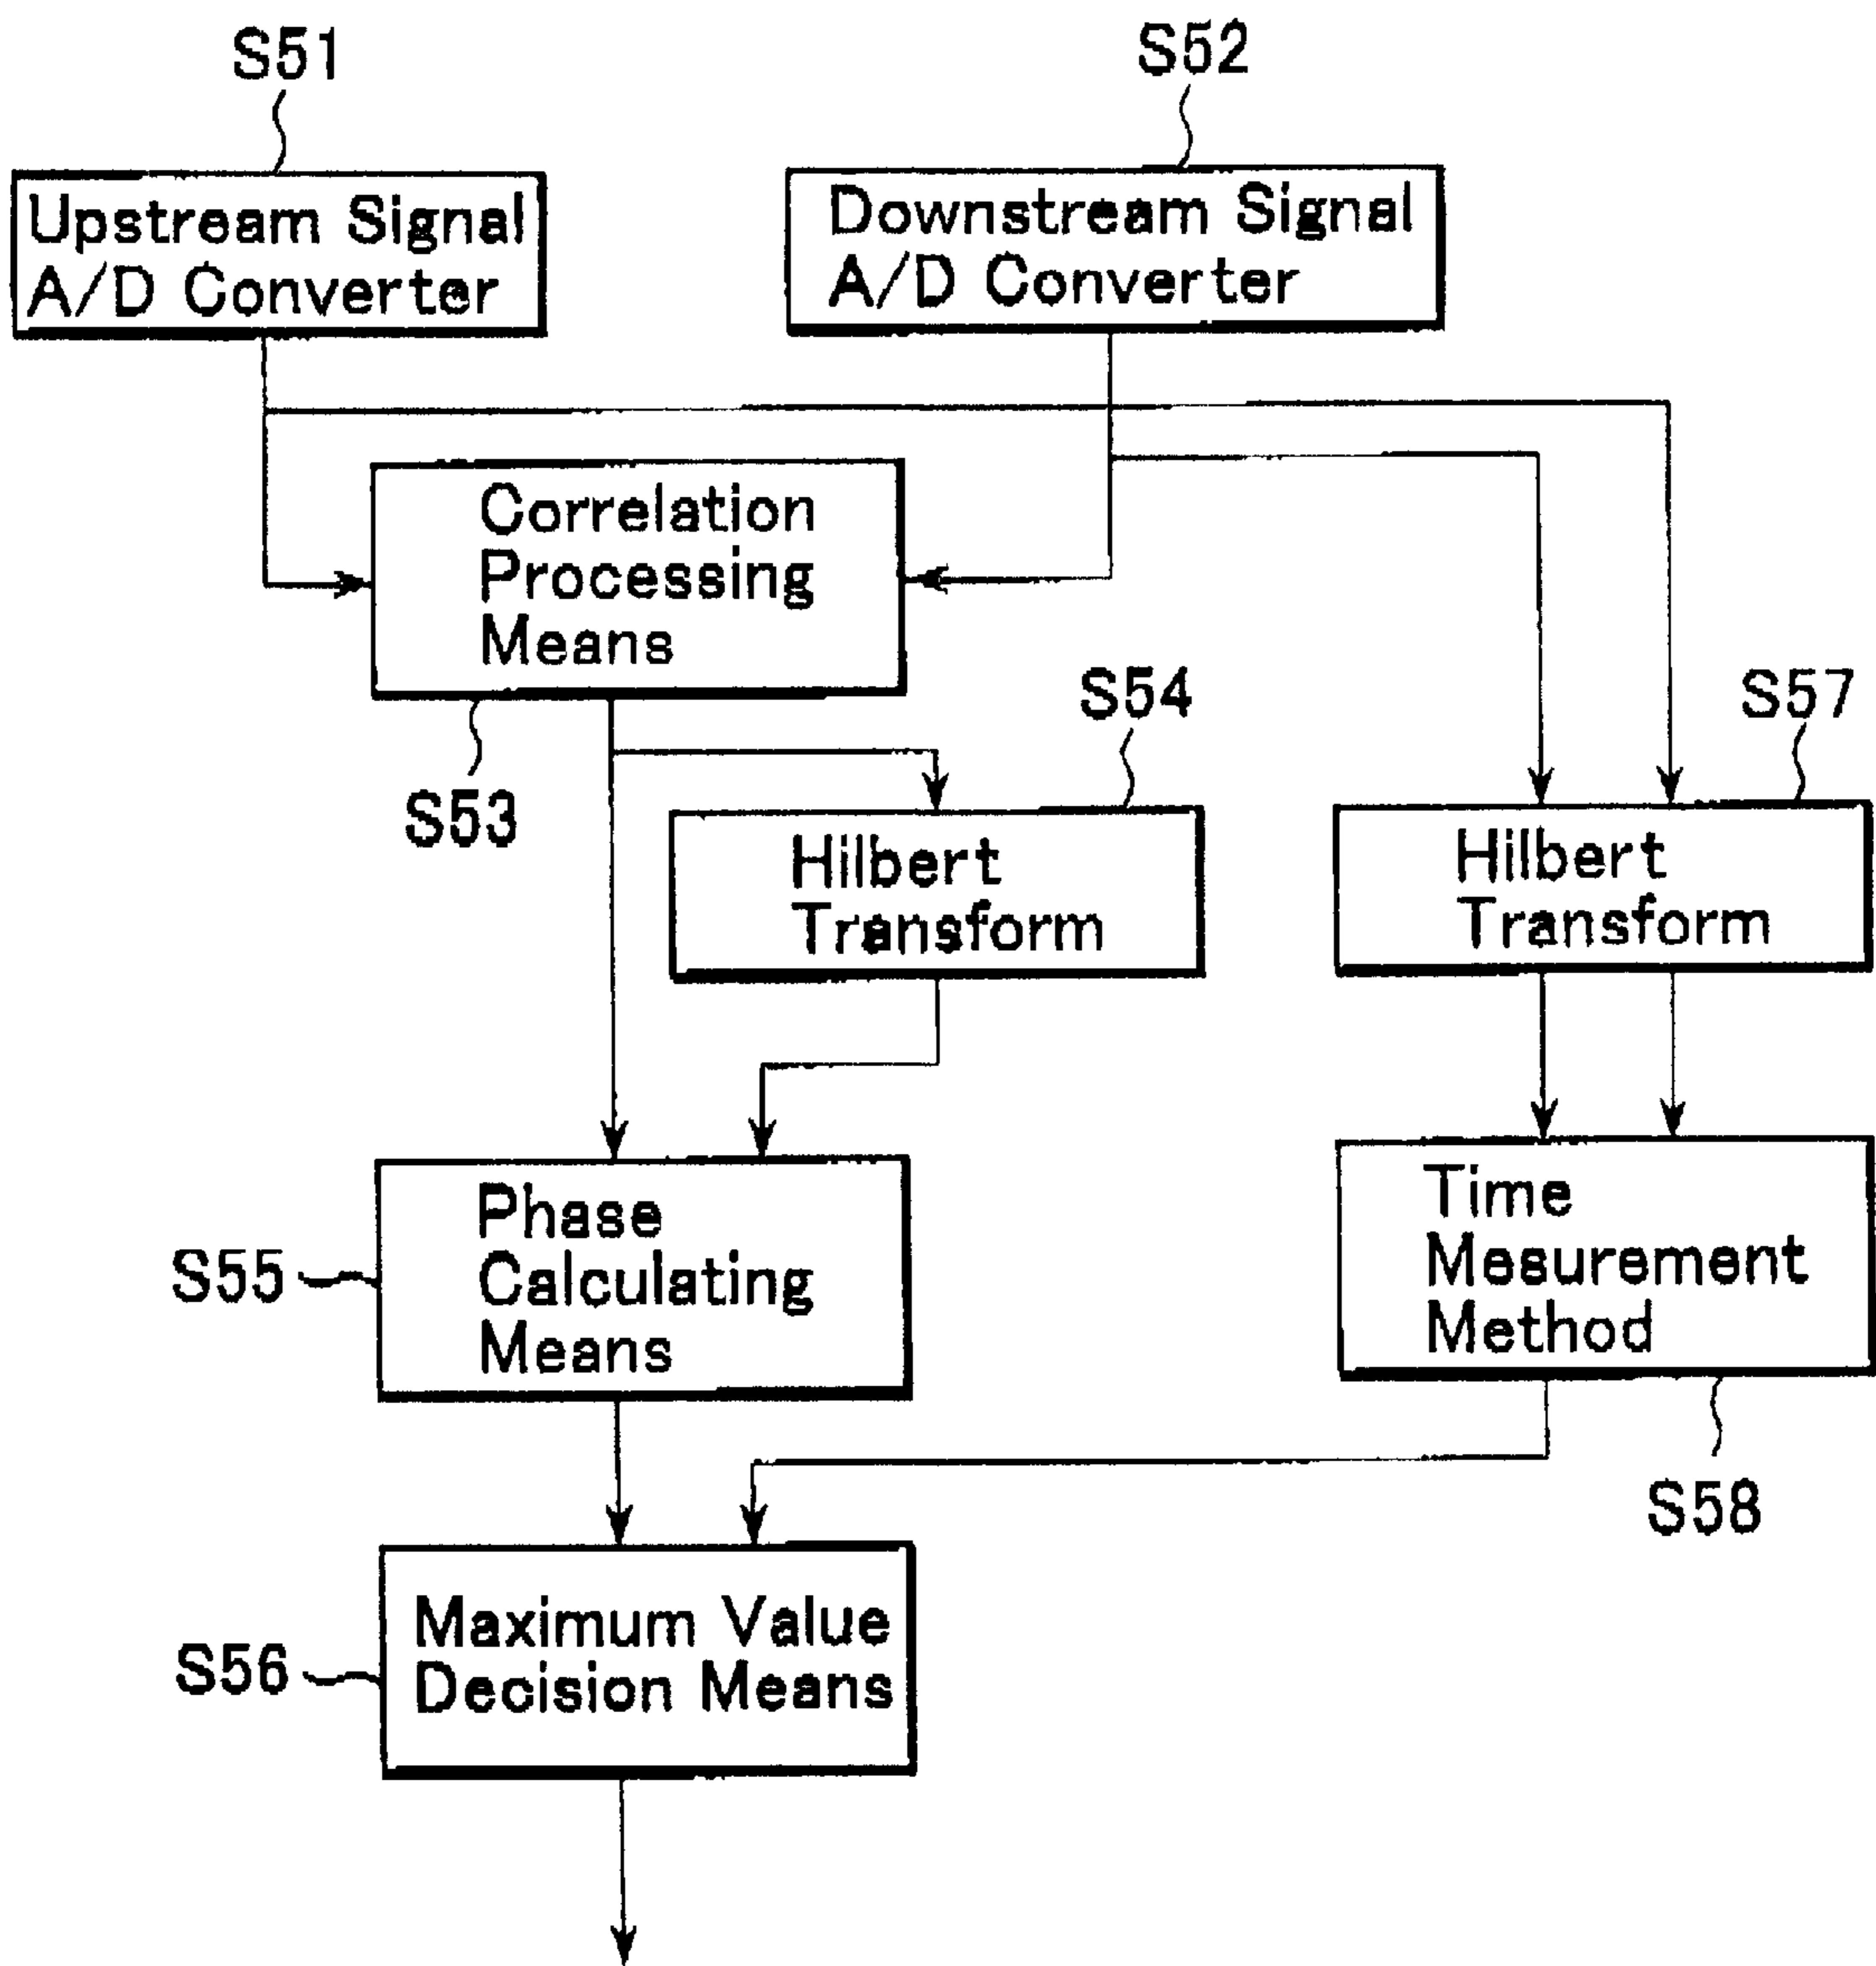 S51
S52
Upstream Signal
A/D Converter
Downstream Signal
A/D Converter
Correlation
Processing
Means
S53
S54
S57
Hilbert
Transform
Hilbert
Transform
Phase
Calculating
Means
S55
Time
Mesurement
Method
S58
Maximum Value
Decision Means
S56